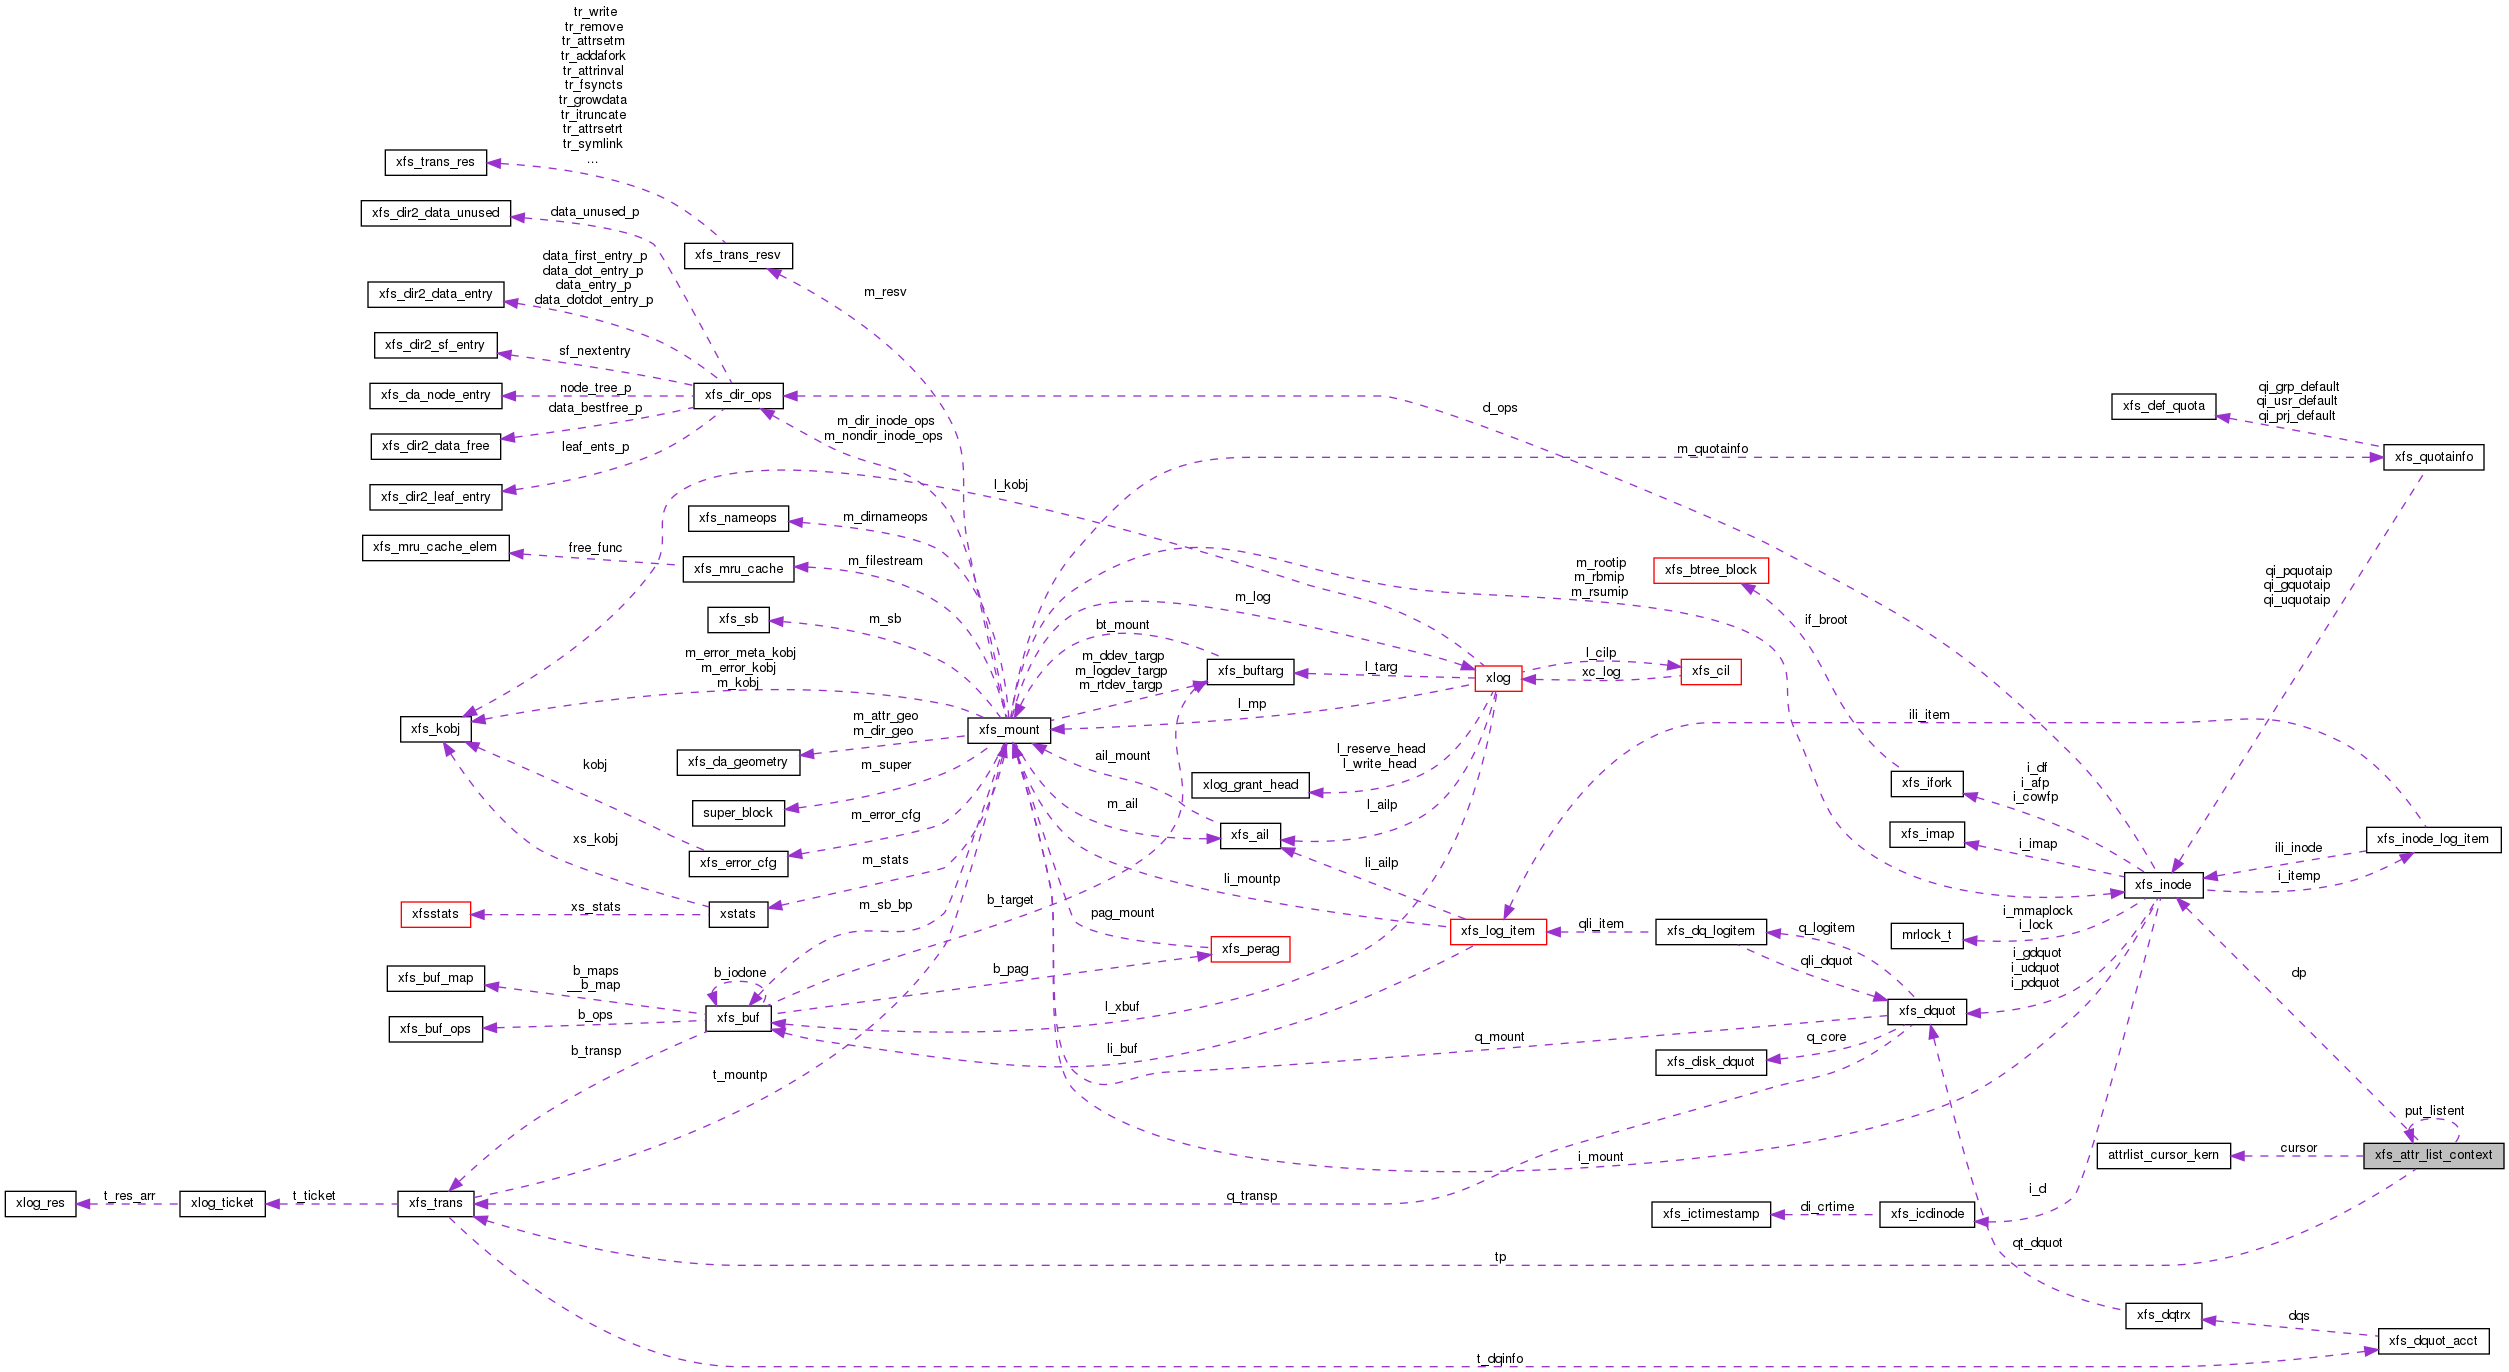 tr_write
tr_remove
tr_attrsetm
tr_addafork
tr_attrinval
tr_fsyncts
tr_growdata
tr_itruncate
tr_attrsetrt
tr_symlink
...
xfs_trans_res
xfs_dir2_data_unused
data_unused_p
xfs_trans_resv
data_first_entry_p
data_dot_entry_p
data_entry_p
data_dotdot_entry_p
xfs_dir2_data_entry
m_resv
xfs_dir2_sf_entry
sf_nextentry
xfs_da_node_entry
node_tree_p
xfs_dir_ops
data_bestfree_p
xfs_dir2_data_free
leaf_ents_p
xfs_dir2_leaf_entry
m_dir_inode_ops
m_nondir_inode_ops
d_ops
xfs_def_quota
qi_grp_default
qi_usr_default
qi_prj_default
m_quotainfo
xfs_quotainfo
l_kobj
xfs_nameops
m_dirnameops
xfs_mru_cache_elem
free_func
xfs_mru_cache
m_filestream
m_rootip
m_rbmip
m_rsumip
xfs_btree_block
qi_pquotaip
qi_gquotaip
qi_uquotaip
xfs_sb
m_sb
m_log
bt_mount
if_broot
m_error_meta_kobj
m_error_kobj
m_kobj
m_ddev_targp
m_logdev_targp
m_rtdev_targp
xfs_buftarg
l_targ
xlog
l_cilp
xc_log
xfs_cil
l_mp
ili_item
xfs_kobj
m_attr_geo
m_dir_geo
xfs_mount
xfs_da_geometry
kobj
m_super
ail_mount
l_reserve_head
l_write_head
xlog_grant_head
xfs_ifork
i_df
i_afp
i_cowfp
super_block
m_ail
l_ailp
m_error_cfg
xfs_ail
xfs_imap
i_imap
xfs_inode_log_item
ili_inode
xs_kobj
xfs_error_cfg
m_stats
li_ailp
li_mountp
xfs_inode
i_itemp
xfsstats
xs_stats
xstats
m_sb_bp
b_target
pag_mount
xfs_perag
xfs_log_item
qli_item
xfs_dq_logitem
q_logitem
i_mmaplock
i_lock
mrlock_t
xfs_buf_map
b_maps
__b_map
b_iodone
b_pag
qli_dquot
i_gdquot
i_udquot
i_pdquot
dp
xfs_buf_ops
b_ops
xfs_buf
l_xbuf
xfs_dquot
b_transp
li_buf
q_mount
q_core
xfs_disk_dquot
t_mountp
put_listent
i_mount
attrlist_cursor_kern
cursor
xfs_attr_list_context
xlog_res
t_res_arr
xlog_ticket
t_ticket
xfs_trans
q_transp
i_d
xfs_ictimestamp
di_crtime
xfs_icdinode
tp
qt_dquot
xfs_dqtrx
dqs
xfs_dquot_acct
t_dqinfo